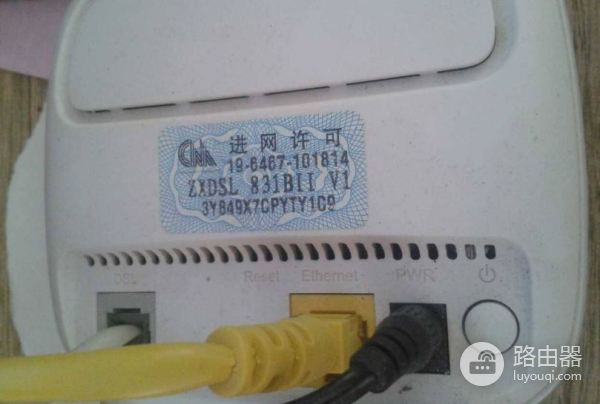 CNA 进网许可
19-6467-101814
ZXDSL 831BII V1
3Y849X7CPYTY1C9
DSL Reset Ethernet PWR
路由器
luyouqi.com